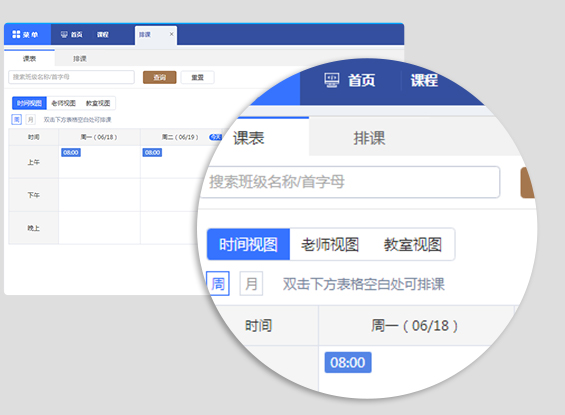 菜 单 首页 课程 排课 ×
课表 排课
搜索班级名称/首字母 查询 重置
时间视图 老师视图 教室视图
周 月 双击下方表格空白处可排课
时间 周一（06/18） 周二（06/19） 今天
上午 08:00 08:00
下午
晚上
首页 课程
课表 排课
搜索班级名称/首字母
时间视图 老师视图 教室视图
周 月 双击下方表格空白处可排课
时间 周一（06/18）
08:00